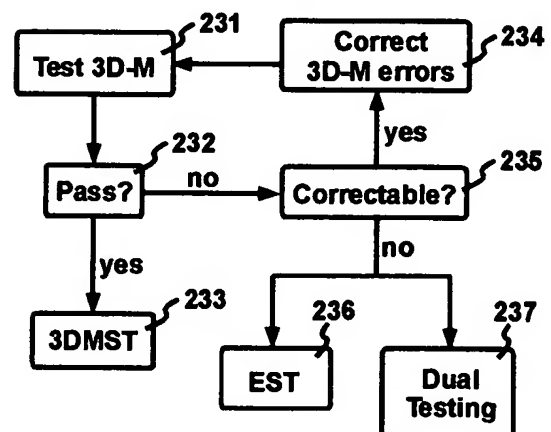 231
Test 3D-M
234
Correct
3D-M errors
232
Pass?
no
yes
235
Correctable?
yes
no
233
3DMST
236
EST
237
Dual
Testing